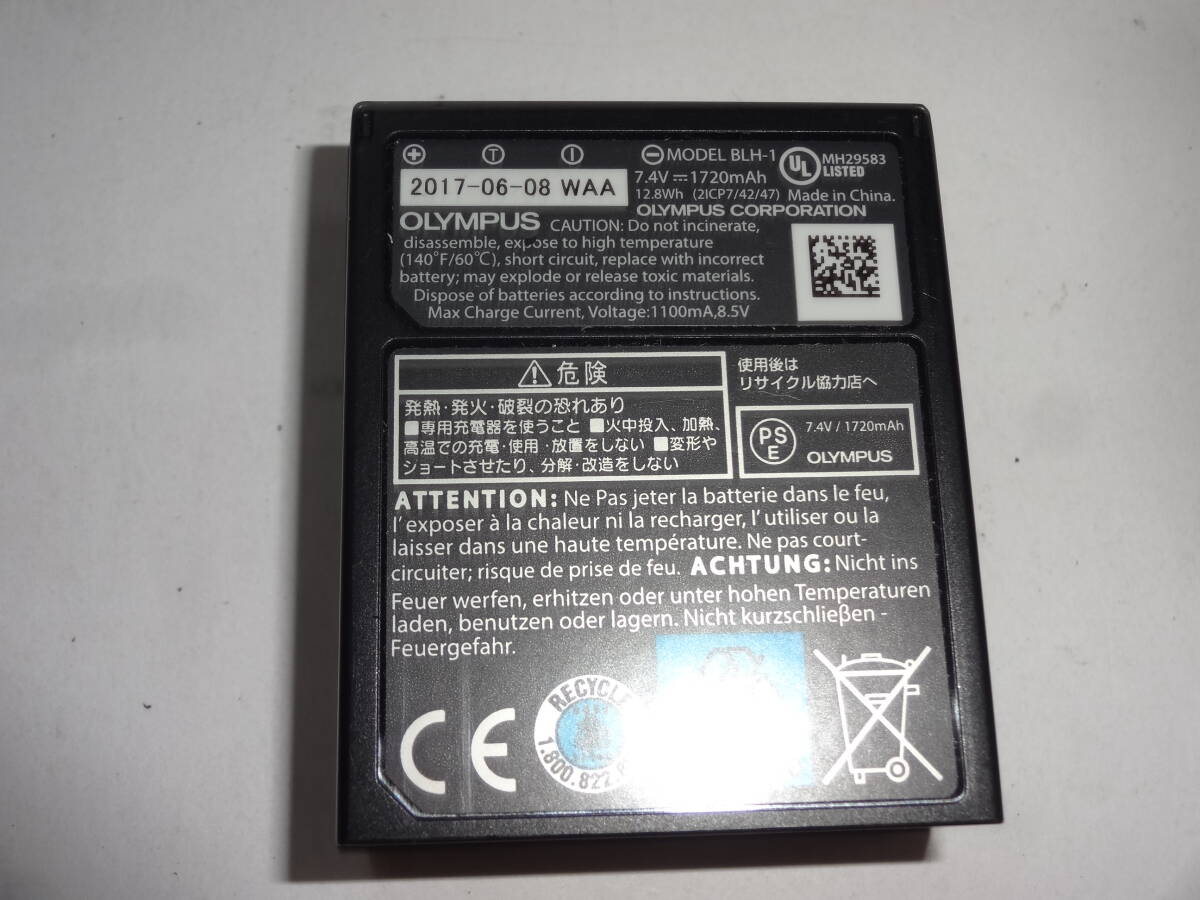 + T I − MODEL BLH-1
2017-06-08 WAA
7.4V⎓1720mAh
12.8Wh (2ICP7/42/47)
UL MH29583
LISTED
Made in China.
OLYMPUS CORPORATION
OLYMPUS CAUTION: Do not incinerate,
disassemble, expose to high temperature
(140°F/60℃), short circuit, replace with incorrect
battery; may explode or release toxic materials.
Dispose of batteries according to instructions.
Max Charge Current, Voltage:1100mA,8.5V
⚠危険
発熱・発火・破裂の恐れあり
■専用充電器を使うこと ■火中投入、加熱、
高温での充電・使用・放置をしない ■変形や
ショートさせたり、分解・改造をしない
使用後は
リサイクル協力店へ
PS
E
7.4V / 1720mAh
OLYMPUS
ATTENTION: Ne Pas jeter la batterie dans le feu,
l'exposer à la chaleur ni la recharger, l'utiliser ou la
laisser dans une haute température. Ne pas court-
circuiter; risque de prise de feu. ACHTUNG: Nicht ins
Feuer werfen, erhitzen oder unter hohen Temperaturen
laden, benutzen oder lagern. Nicht kurzschließen -
Feuergefahr.
CE
RECYCLE
1.800.822.8